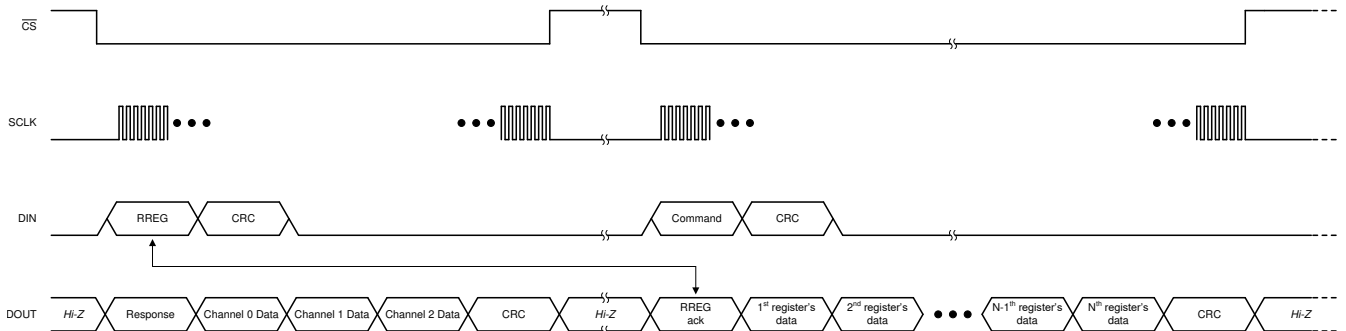 CS
SCLK
DIN
RREG
CRC
Command
CRC
DOUT
Hi-Z
Response
Channel 0 Data
Channel 1 Data
Channel 2 Data
CRC
Hi-Z
RREG
ack
1st register's
data
2nd register's
data
N-1th register's
data
Nth register's
data
CRC
Hi-Z